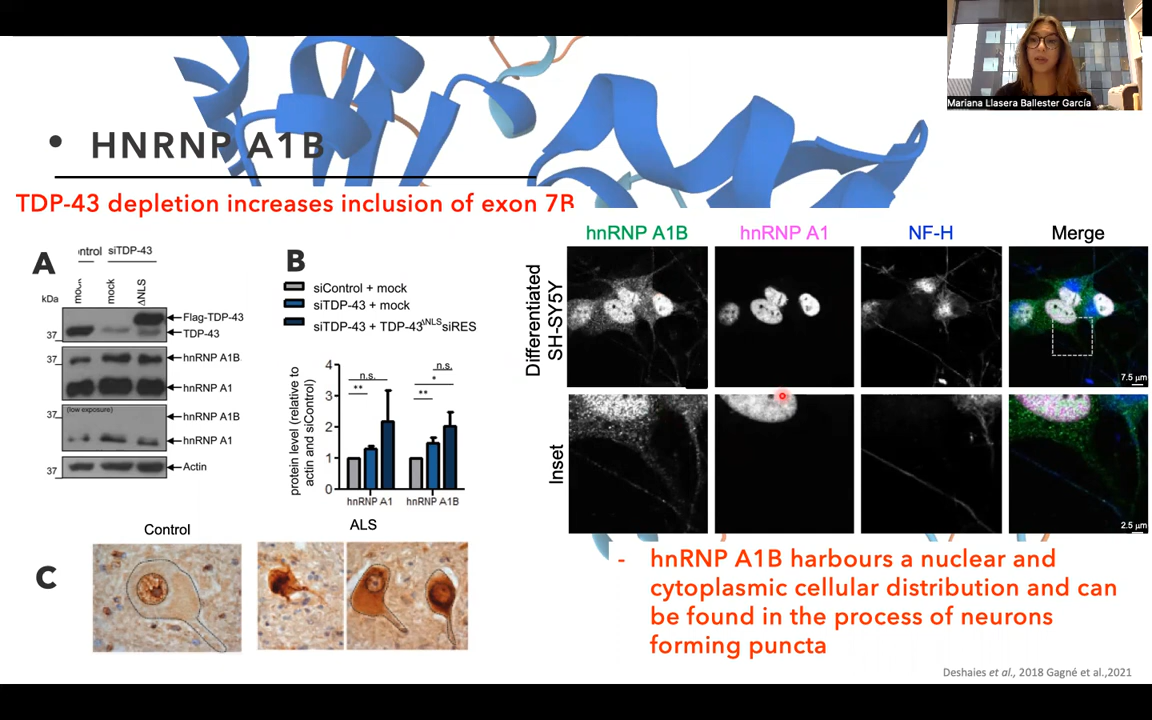 Mariana Llasera Ballester García
• HNRNP A1B
TDP-43 depletion increases inclusion of exon 7B
A
ontrol siTDP-43
kDa
mock
mock
ΔNLS
Flag-TDP-43
37
TDP-43
37
hnRNP A1B
hnRNP A1
(low exposure)
37
hnRNP A1B
hnRNP A1
37
Actin
B
siControl + mock
siTDP-43 + mock
siTDP-43 + TDP-43ΔNLSsiRES
protein level (relative to
actin and siControl)
4
3
2
1
0
n.s.
**
n.s.
*
**
hnRNP A1
hnRNP A1B
C
Control
ALS
hnRNP A1B
hnRNP A1
NF-H
Merge
Differentiated
SH-SY5Y
7.5 µm
Inset
2.5 µm
- hnRNP A1B harbours a nuclear and
cytoplasmic cellular distribution and can
be found in the process of neurons
forming puncta
Deshaies et al., 2018 Gagné et al.,2021